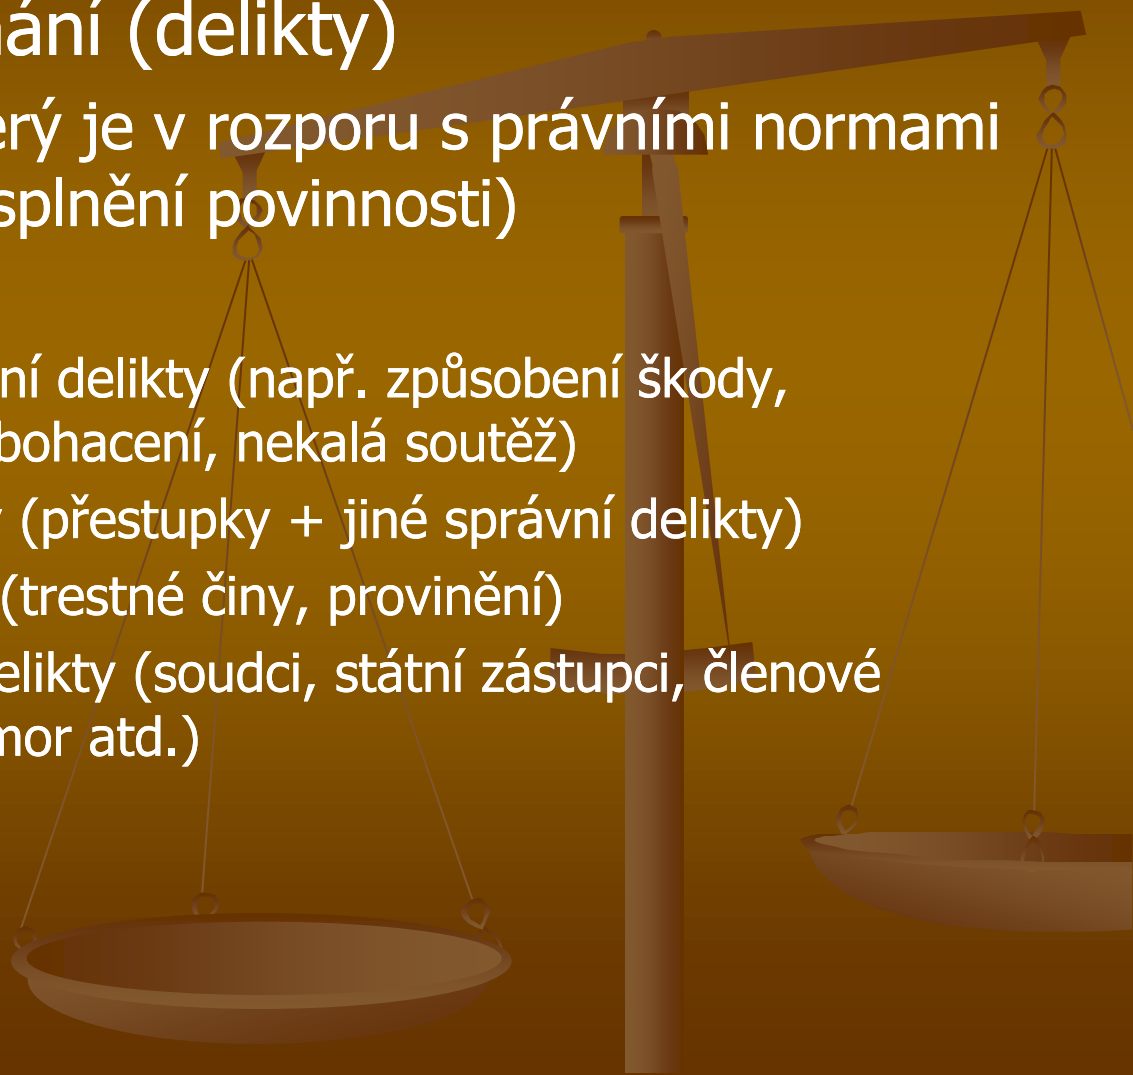 ání (delikty)
erý je v rozporu s právními normami
splnění povinnosti)
ní delikty (např. způsobení škody,
bohacení, nekalá soutěž)
y (přestupky + jiné správní delikty)
(trestné činy, provinění)
elikty (soudci, státní zástupci, členové
mor atd.)